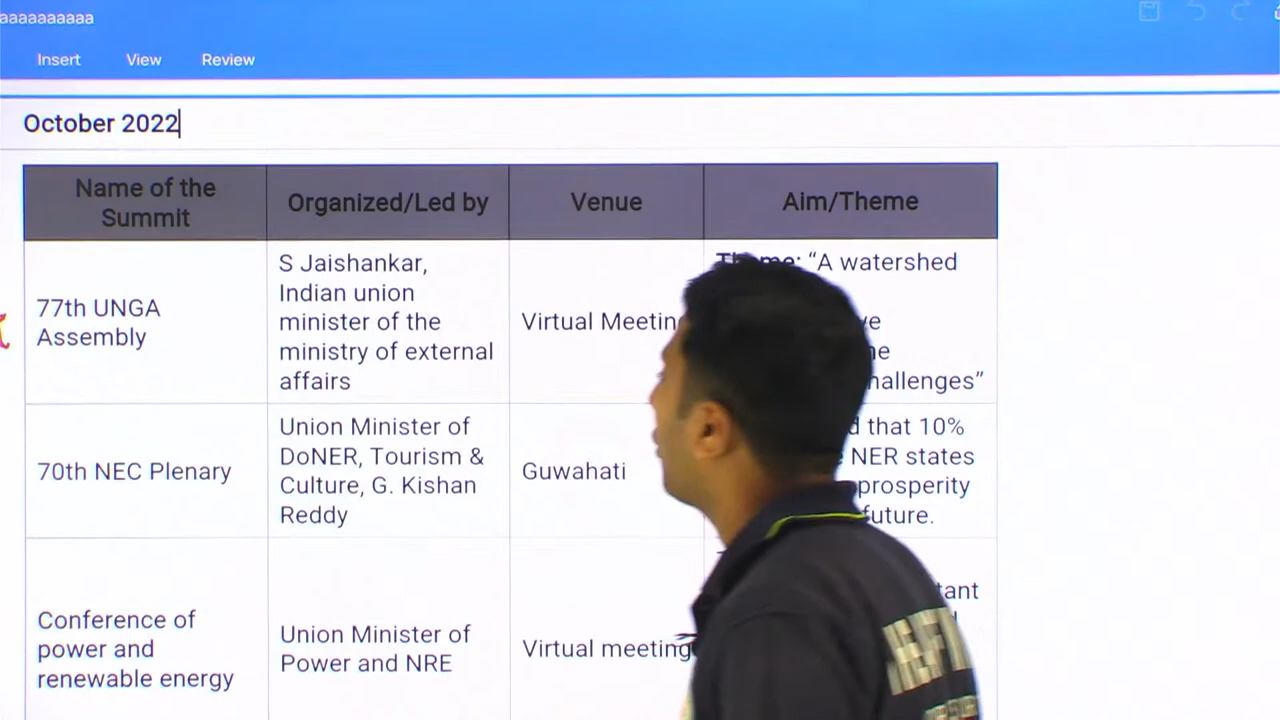 aaaaaaaaaa
Insert View Review
October 2022
Name of the
Summit
Organized/Led by
Venue
Aim/Theme
77th UNGA
Assembly
S Jaishankar,
Indian union
minister of the
ministry of external
affairs
Virtual Meeting
Theme: “A watershed
hallenges”
70th NEC Plenary
Union Minister of
DoNER, Tourism &
Culture, G. Kishan
Reddy
Guwahati
d that 10%
NER states
prosperity
future.
Conference of
power and
renewable energy
Union Minister of
Power and NRE
Virtual meeting
tant